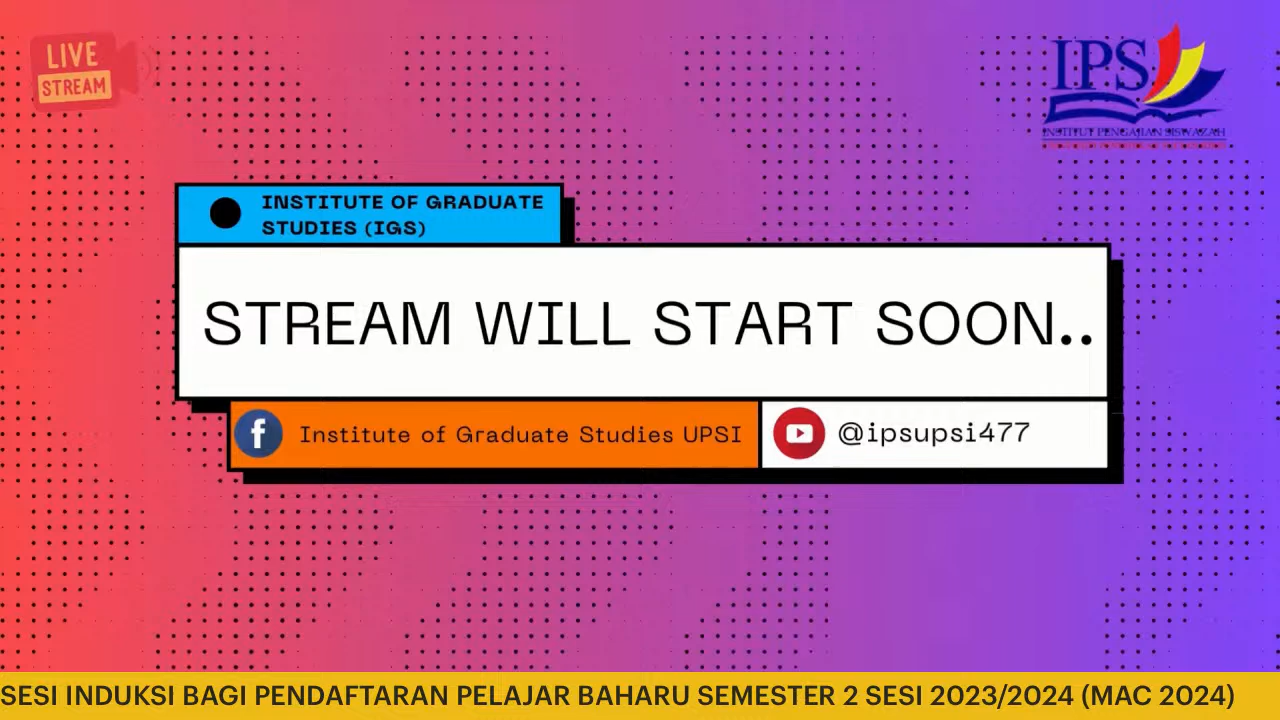 LIVE
STREAM
IPS
INSTITUT PENGAJIAN SISWAZAH
INSTITUTE OF GRADUATE
STUDIES (IGS)
STREAM WILL START SOON..
f Institute of Graduate Studies UPSI
@ipsupsi477
SESI INDUKSI BAGI PENDAFTARAN PELAJAR BAHARU SEMESTER 2 SESI 2023/2024 (MAC 2024)